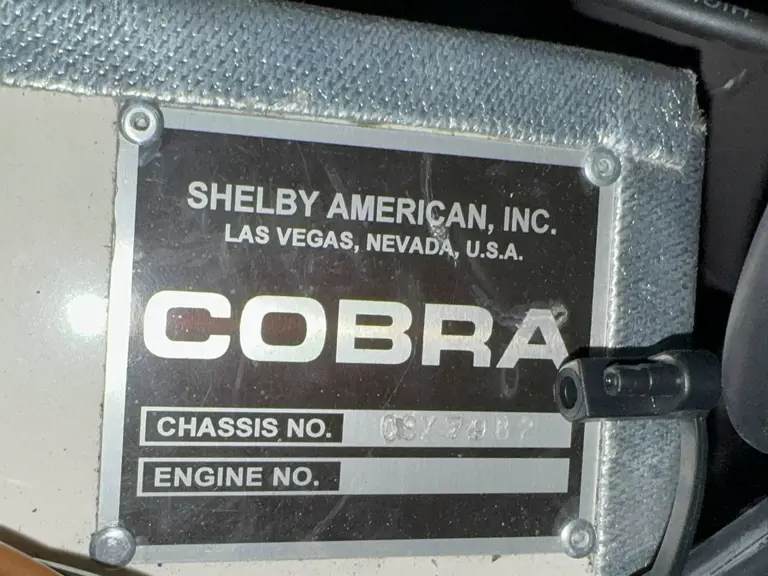 SHELBY AMERICAN, INC.
LAS VEGAS, NEVADA, U.S.A.
COBRA
CHASSIS NO.
ENGINE NO.